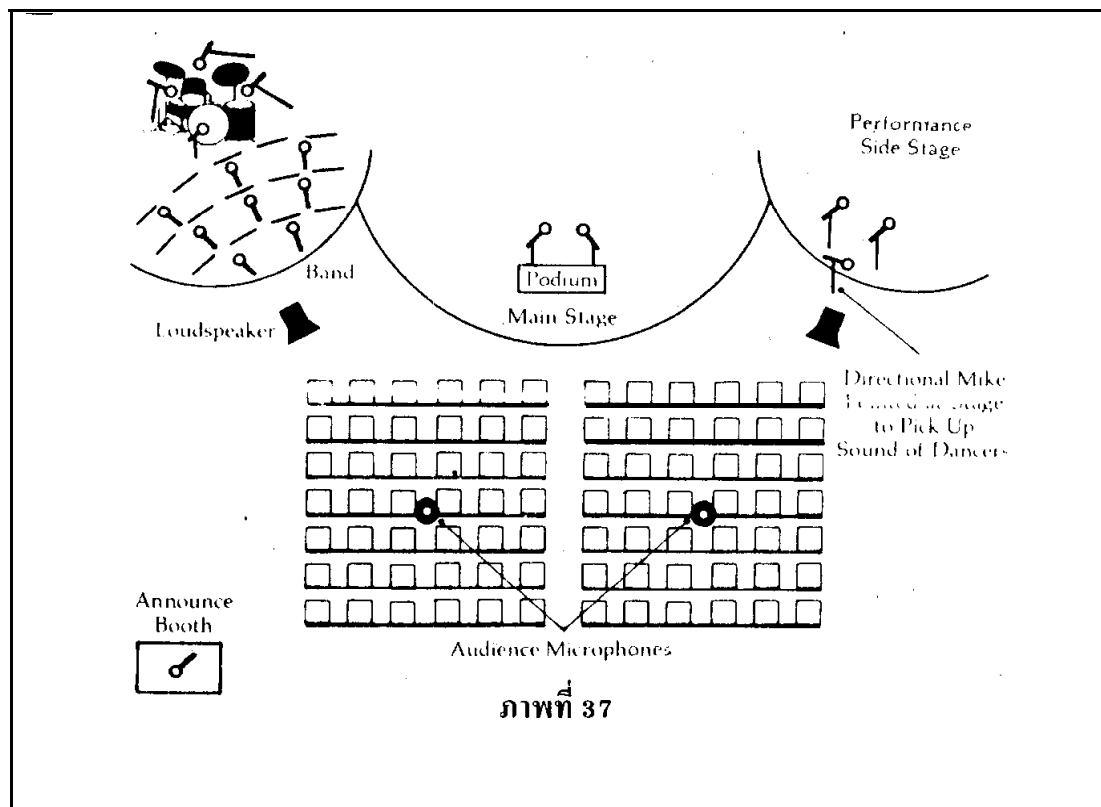 Performance
Side Stage
Band
Podium
Main Stage
Loudspeaker
Directional Mike
Stage
to Pick Up
Sound of Dancers
Announce
Booth
Audience Microphones
ภาพที่ 37